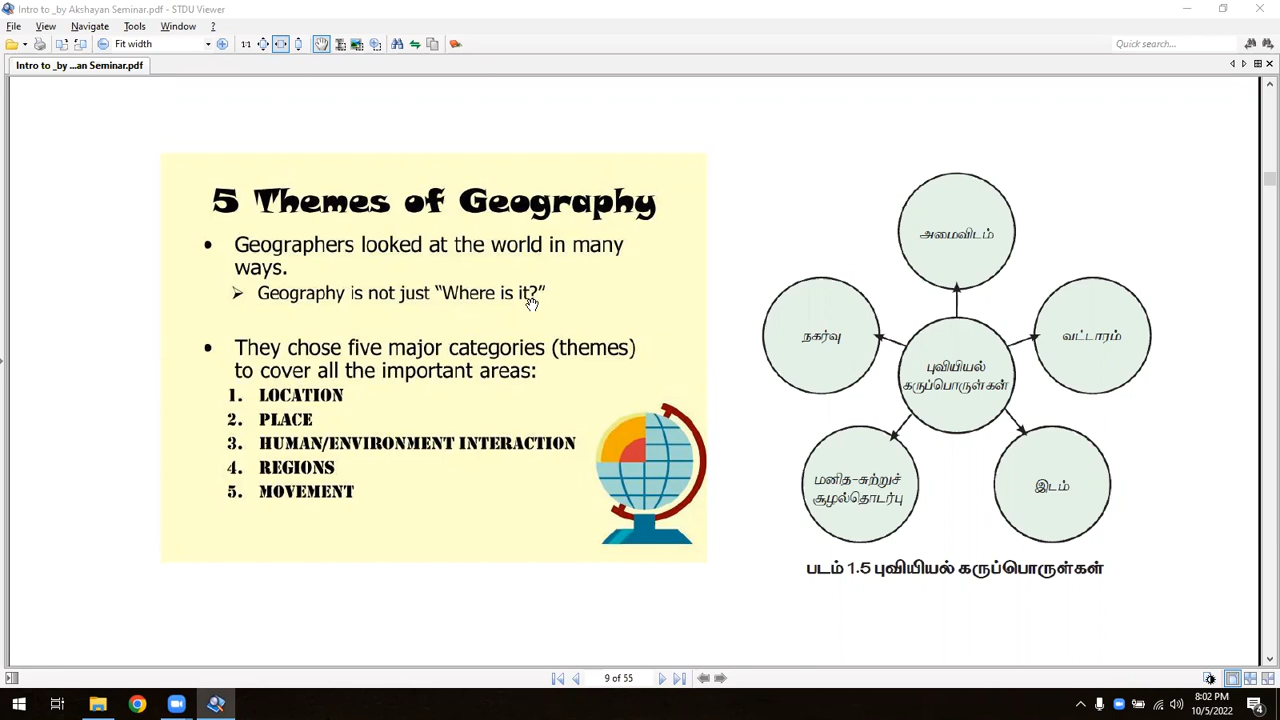 Intro to _by Akshayan Seminar.pdf - STDU Viewer
File View Navigate Tools Window ?
1:1 Fit width
Quick search...
Intro to _by ...an Seminar.pdf
5 Themes of Geography
• Geographers looked at the world in many
ways.
➢ Geography is not just “Where is it?”
• They chose five major categories (themes)
to cover all the important areas:
1. LOCATION
2. PLACE
3. HUMAN/ENVIRONMENT INTERACTION
4. REGIONS
5. MOVEMENT
அமைவிடம்
நகர்வு
வட்டாரம்
புவியியல்
கருப்பொருள்கள்
மனித-சுற்றுச்
சூழல்தொடர்பு
இடம்
படம் 1.5 புவியியல் கருப்பொருள்கள்
9 of 55
8:02 PM
10/5/2022
4